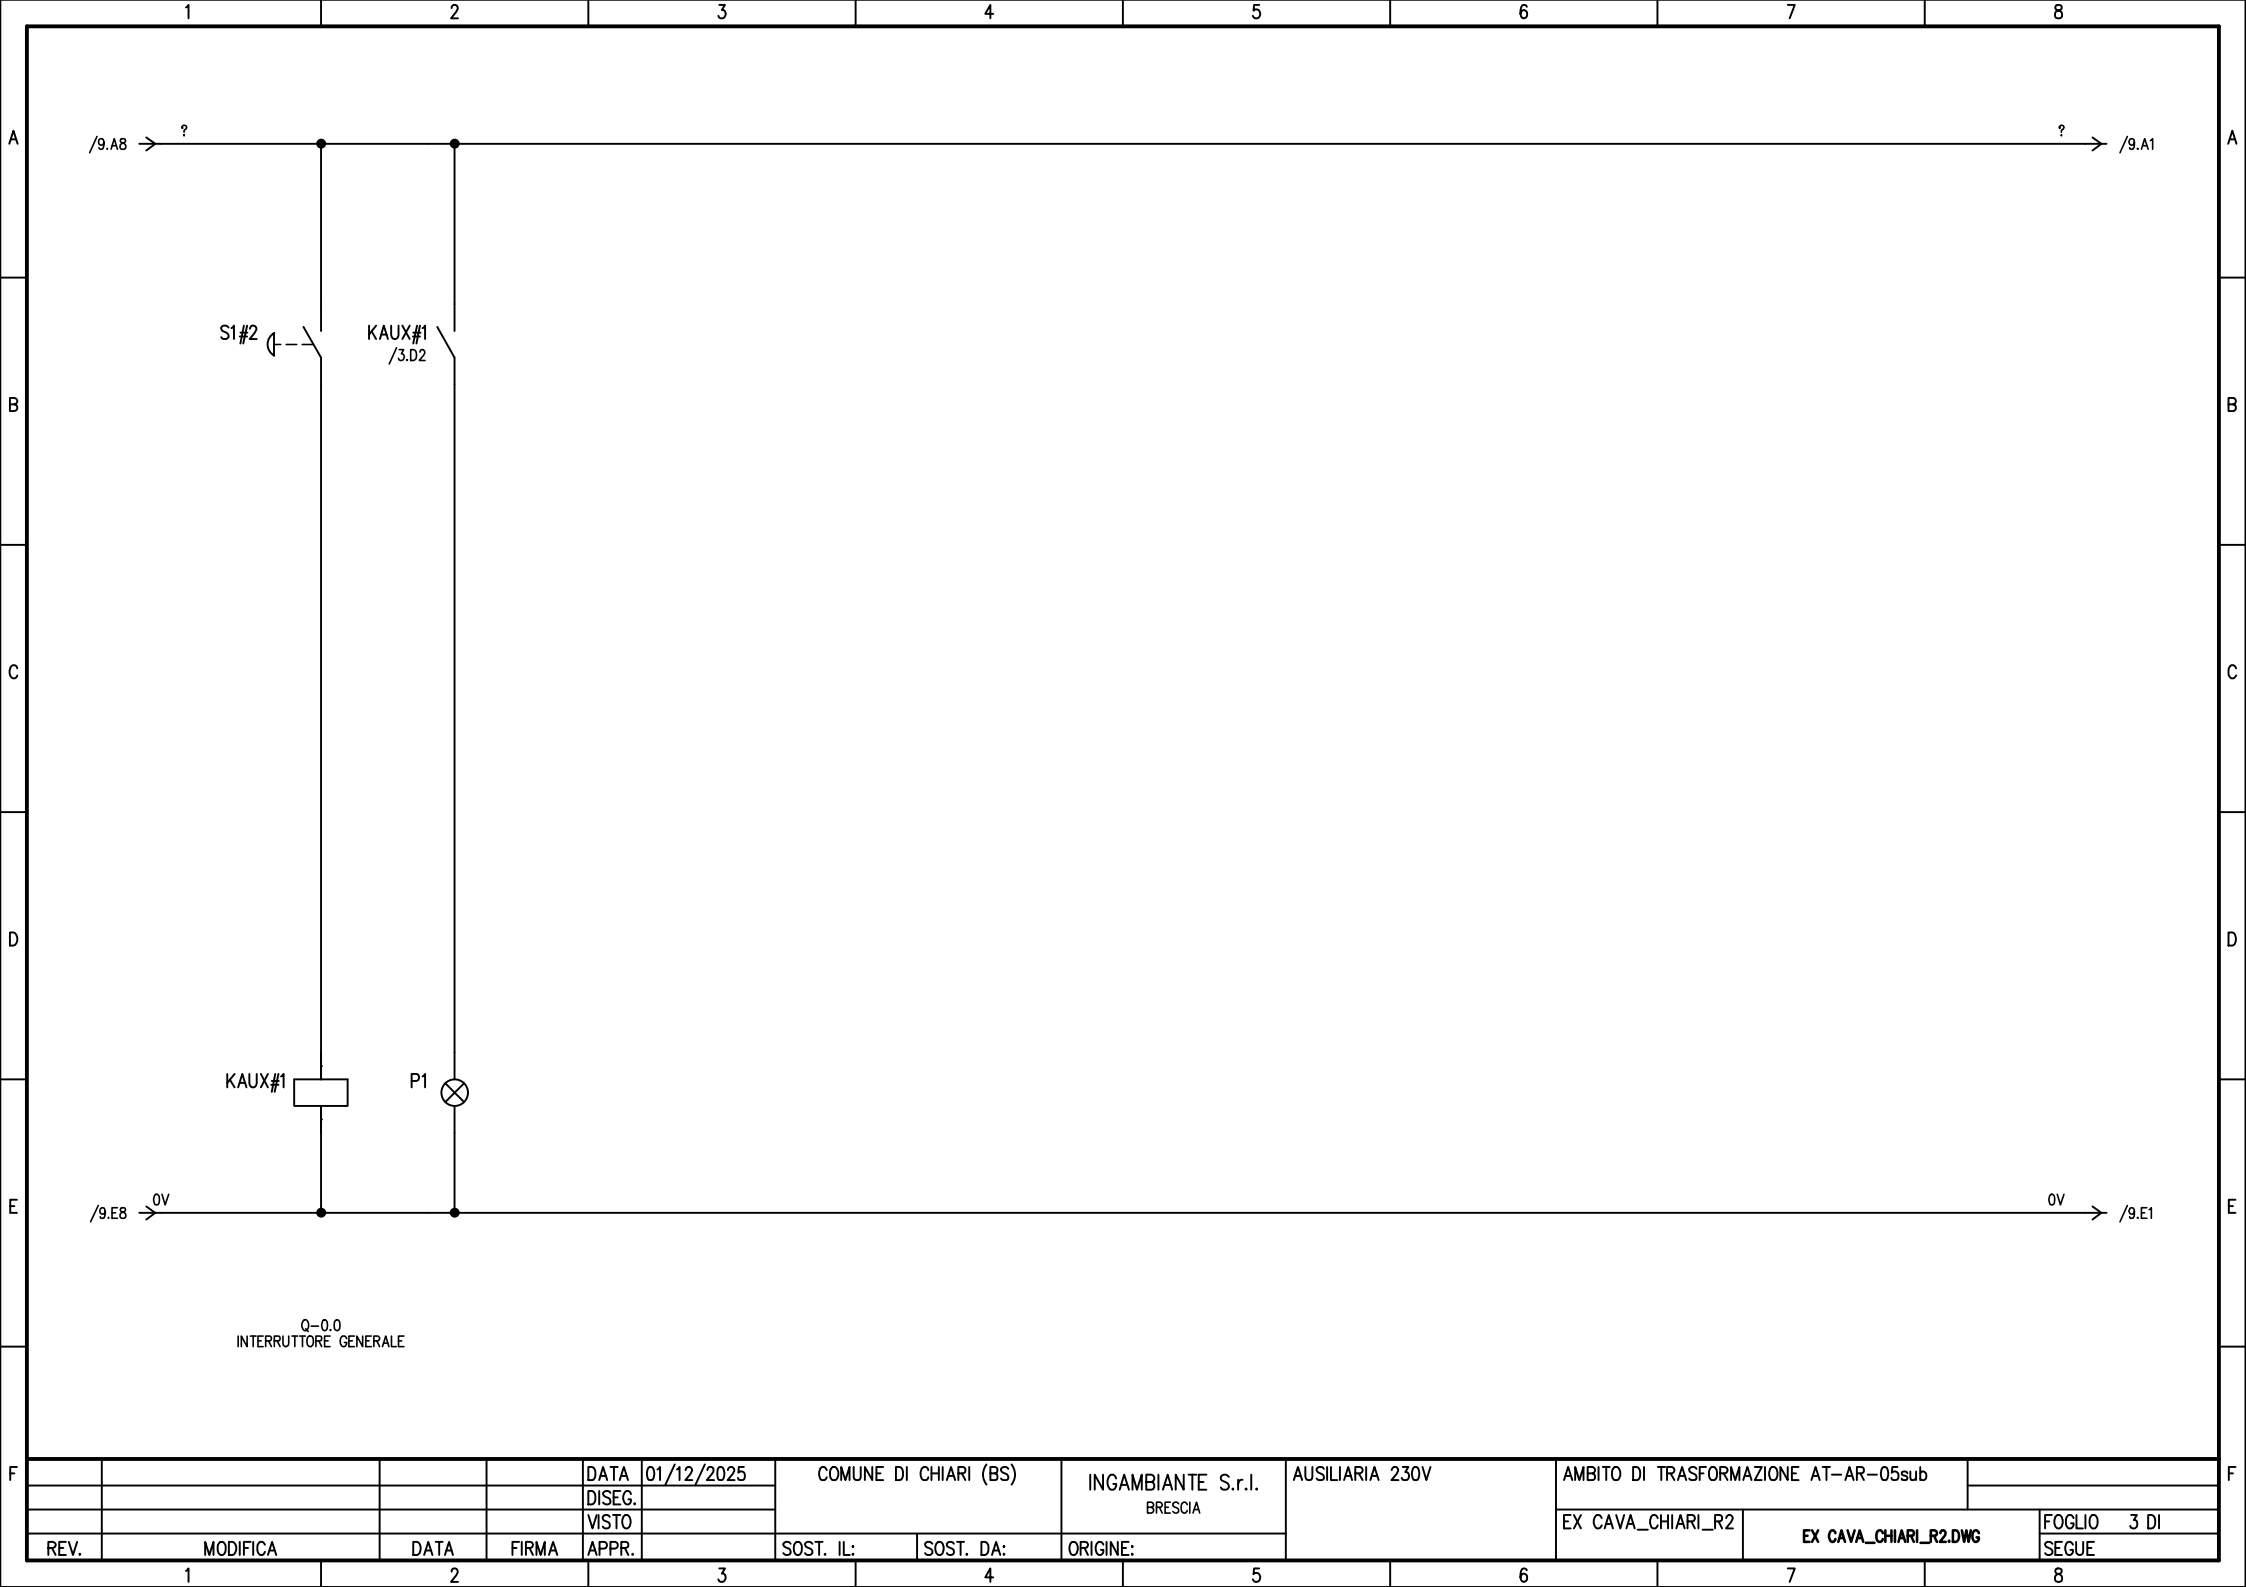 1 2 3 4 5 6 7 8
A ? ? A
/9.A8 /9.A1
S1#2 KAUX#1
/3.D2
B B
C C
D D
KAUX#1 P1
0V 0V
/9.E8 /9.E1
E E
Q-0.0
INTERRUTTORE GENERALE
F F
DATA 01/12/2025 COMUNE DI CHIARI (BS) INGAMBIANTE S.r.l. AUSILIARIA 230V AMBITO DI TRASFORMAZIONE AT-AR-05sub
DISEG. BRESCIA
VISTO EX CAVA_CHIARI_R2 EX CAVA_CHIARI_R2.DWG FOGLIO 3 DI
REV. MODIFICA DATA FIRMA APPR. SOST. IL: SOST. DA: ORIGINE: SEGUE
1 2 3 4 5 6 7 8